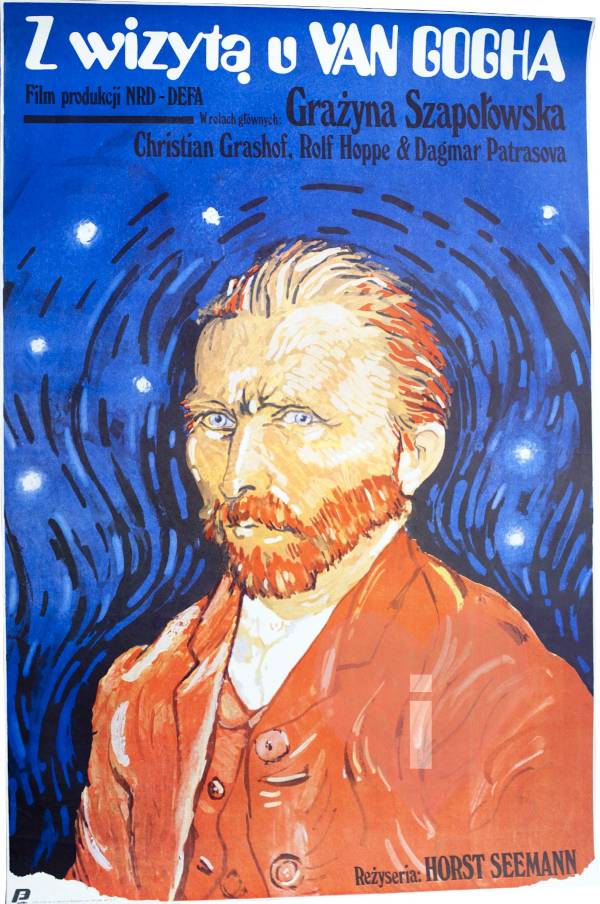 Z wizytą u VAN GOGHA
Film produkcji NRD - DEFA
W rolach głównych: Grażyna Szapołowska
Christian Grashof, Rolf Hoppe & Dagmar Patrasova
i
Reżyseria: HORST SEEMANN